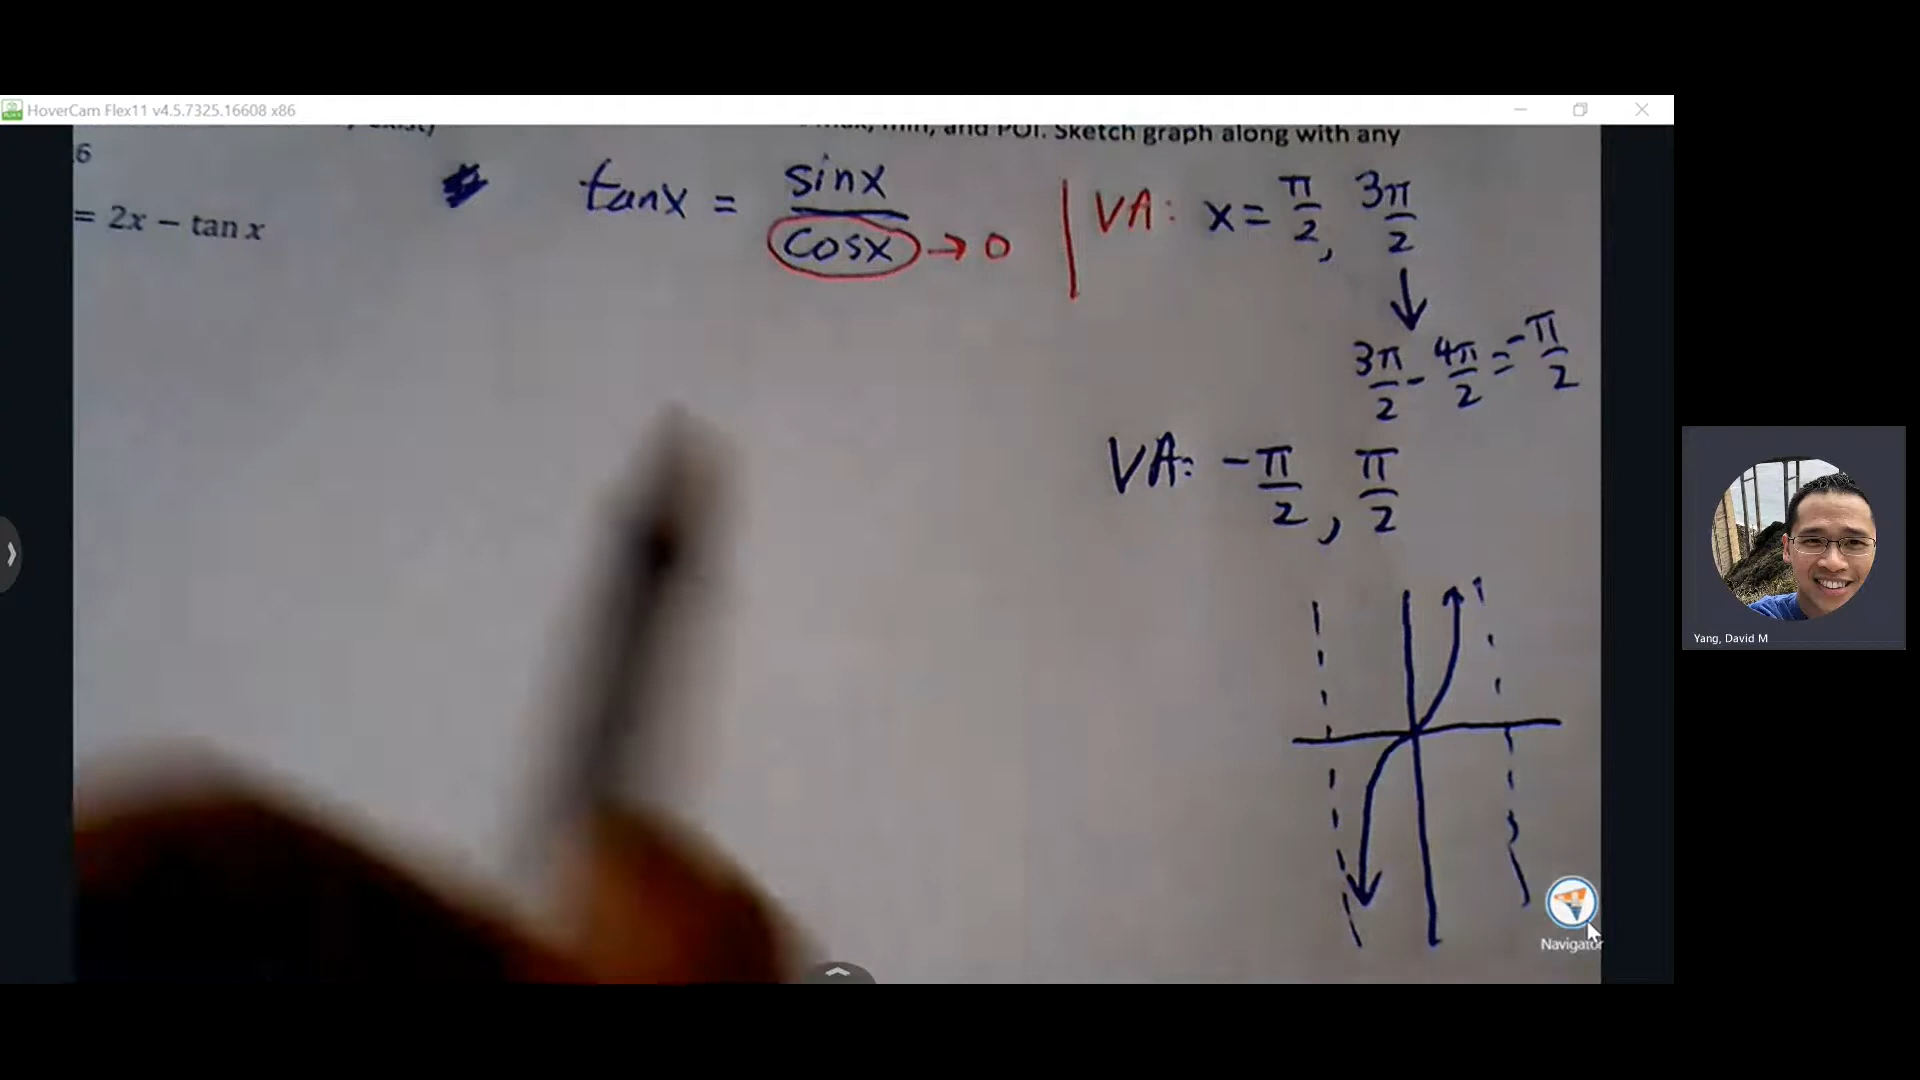 HoverCam Flex11 v4.5.7325.16608 x86
min, and POI. Sketch graph along with any
6
= 2x − tan x
tanx = sinx / cosx → 0
VA: x = π/2, 3π/2
3π/2 - 4π/2 = -π/2
VA: -π/2, π/2
Navigator
Yang, David M